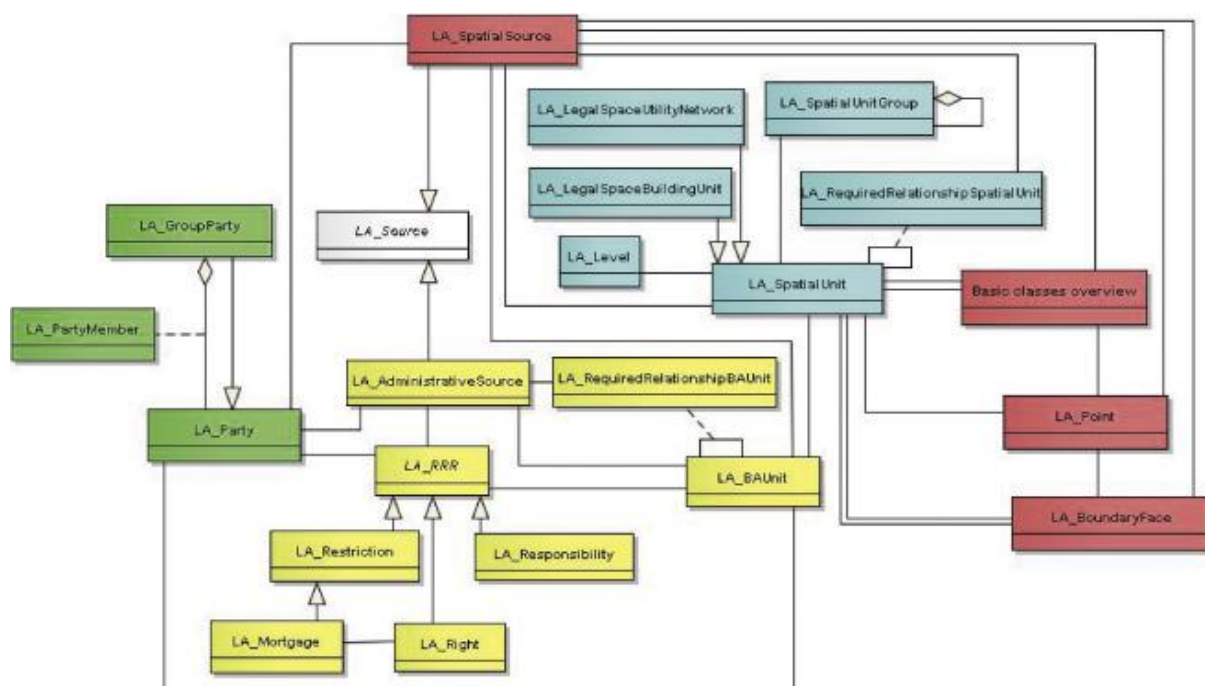 LA_SpatialSource
LA_LegalSpaceUtilityNetwork
LA_SpatialUnitGroup
LA_LegalSpaceBuildingUnit
LA_RequiredRelationshipSpatialUnit
LA_GroupParty
LA_Source
LA_Level
LA_SpatialUnit
Basic classes overview
LA_PartyMember
LA_AdministrativeSource
LA_RequiredRelationshipBAUnit
LA_Party
LA_Point
LA_RRR
LA_BAUnit
LA_BoundaryFace
LA_Restriction
LA_Responsibility
LA_Mortgage
LA_Right